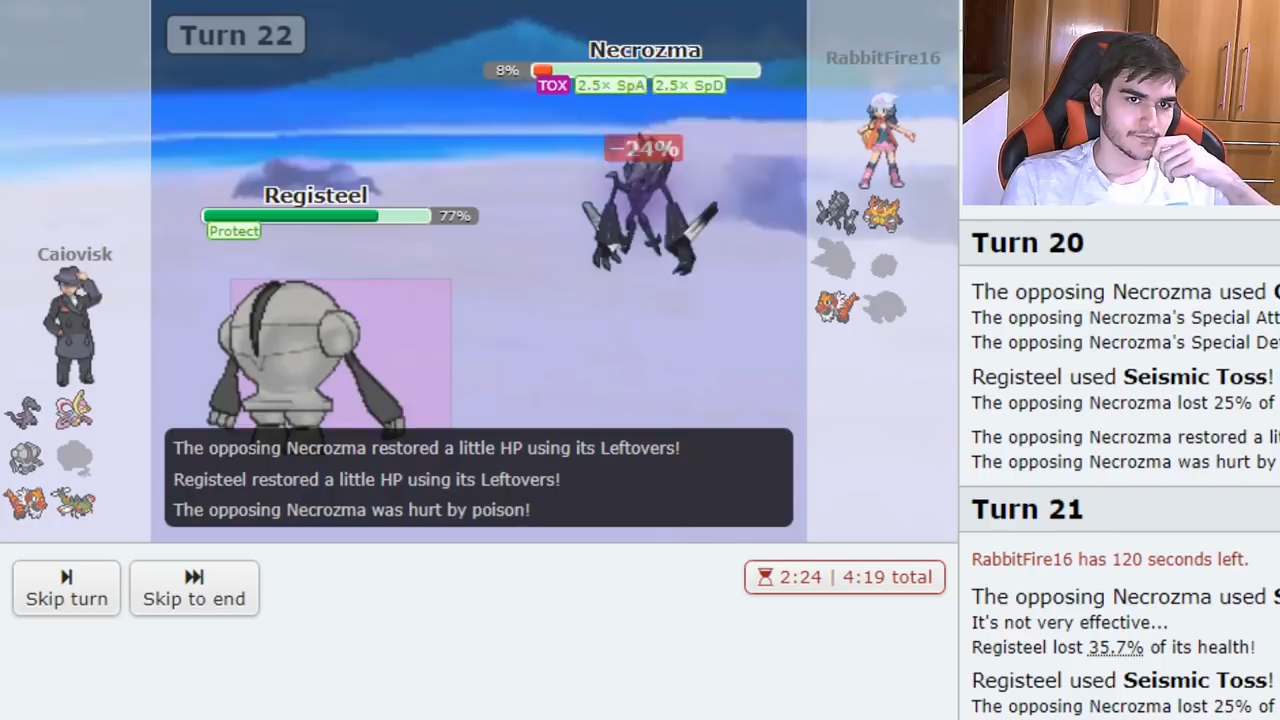 Turn 22
Necrozma
8%
TOX 2.5× SpA 2.5× SpD
−24%
RabbitFire16
Registeel
77%
Protect
Caiovisk
The opposing Necrozma restored a little HP using its Leftovers!
Registeel restored a little HP using its Leftovers!
The opposing Necrozma was hurt by poison!
Skip turn
Skip to end
2:24 | 4:19 total
Turn 20
The opposing Necrozma used
The opposing Necrozma's Special Att
The opposing Necrozma's Special De
Registeel used Seismic Toss!
The opposing Necrozma lost 25% of
The opposing Necrozma restored a li
The opposing Necrozma was hurt by
Turn 21
RabbitFire16 has 120 seconds left.
The opposing Necrozma used
It's not very effective...
Registeel lost 35.7% of its health!
Registeel used Seismic Toss!
The opposing Necrozma lost 25% of